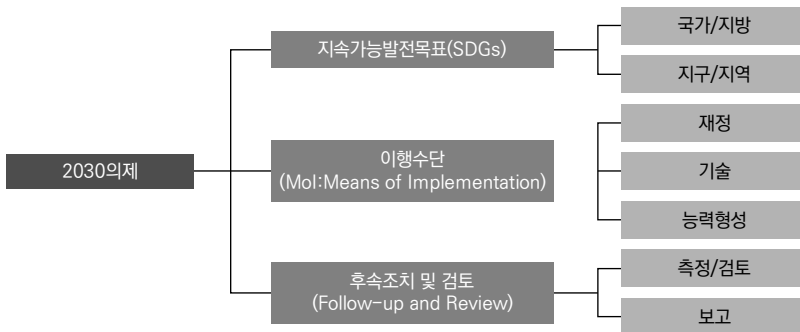 2030의제
지속가능발전목표(SDGs)
국가/지방
지구/지역
이행수단
(MoI:Means of Implementation)
재정
기술
능력형성
후속조치 및 검토
(Follow-up and Review)
측정/검토
보고